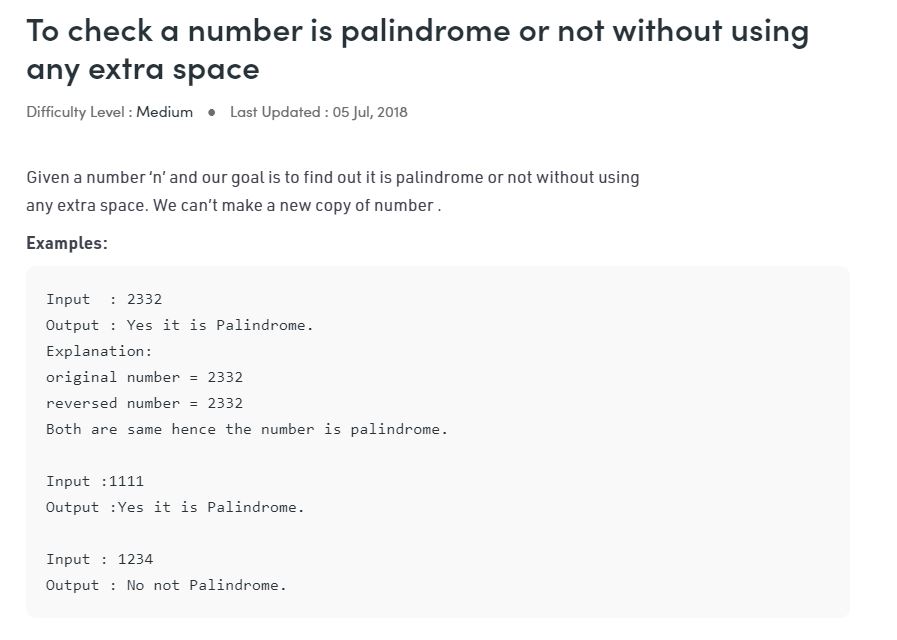 To check a number is palindrome or not without using
any extra space
Difficulty Level : Medium ● Last Updated : 05 Jul, 2018
Given a number ‘n’ and our goal is to find out it is palindrome or not without using
any extra space. We can’t make a new copy of number .
Examples:
Input  : 2332
Output : Yes it is Palindrome.
Explanation:
original number = 2332
reversed number = 2332
Both are same hence the number is palindrome.
Input :1111
Output :Yes it is Palindrome.
Input : 1234
Output : No not Palindrome.